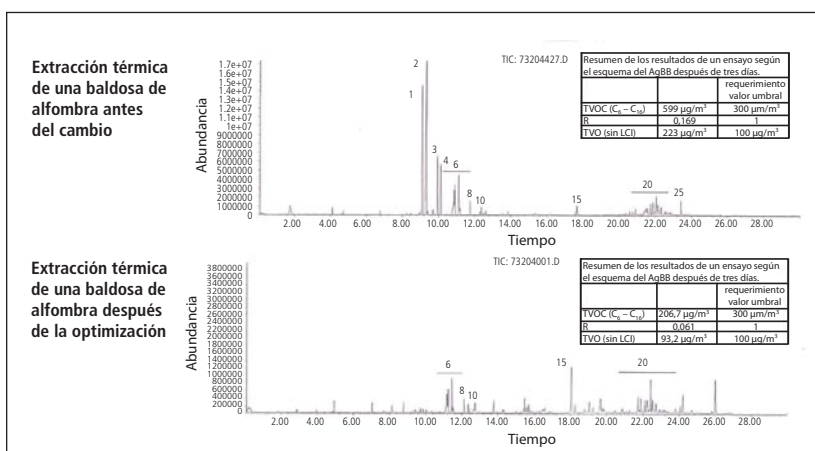 Extracción térmica
de una baldosa de
alfombra antes
del cambio
Abundancia
1.7e+07
1.6e+07
1.5e+07
1.4e+07
1.3e+07
1.2e+07
1.1e+07
1e+07
9000000
8000000
7000000
6000000
5000000
4000000
3000000
2000000
1000000
0
2
1
3
4
6
8
10
15
20
25
TIC: 73204427.D
Resumen de los resultados de un ensayo según
el esquema del AgBB después de tres días.
requerimiento
valor umbral
TVOC (C6 – C16) 599 µg/m³ 300 µm/m³
R 0,169 1
TVO (sin LCI) 223 µg/m³ 100 µg/m³
2.00 4.00 6.00 8.00 10.00 12.00 14.00 16.00 18.00 20.00 22.00 24.00 26.00 28.00
Tiempo
Extracción térmica
de una baldosa de
alfombra después
de la optimización
Abundancia
3800000
3600000
3400000
3200000
3000000
2800000
2600000
2400000
2200000
2000000
1800000
1600000
1400000
1200000
1000000
800000
600000
400000
200000
0
6
8
10
15
20
TIC: 73204001.D
Resumen de los resultados de un ensayo según
el esquema del AgBB después de tres días.
requerimiento
valor umbral
TVOC (C6 – C16) 206,7 µg/m³ 300 µm/m³
R 0,061 1
TVO (sin LCI) 93,2 µg/m³ 100 µg/m³
2.00 4.00 6.00 8.00 10.00 12.00 14.00 16.00 18.00 20.00 22.00 24.00 26.00 28.00
Tiempo